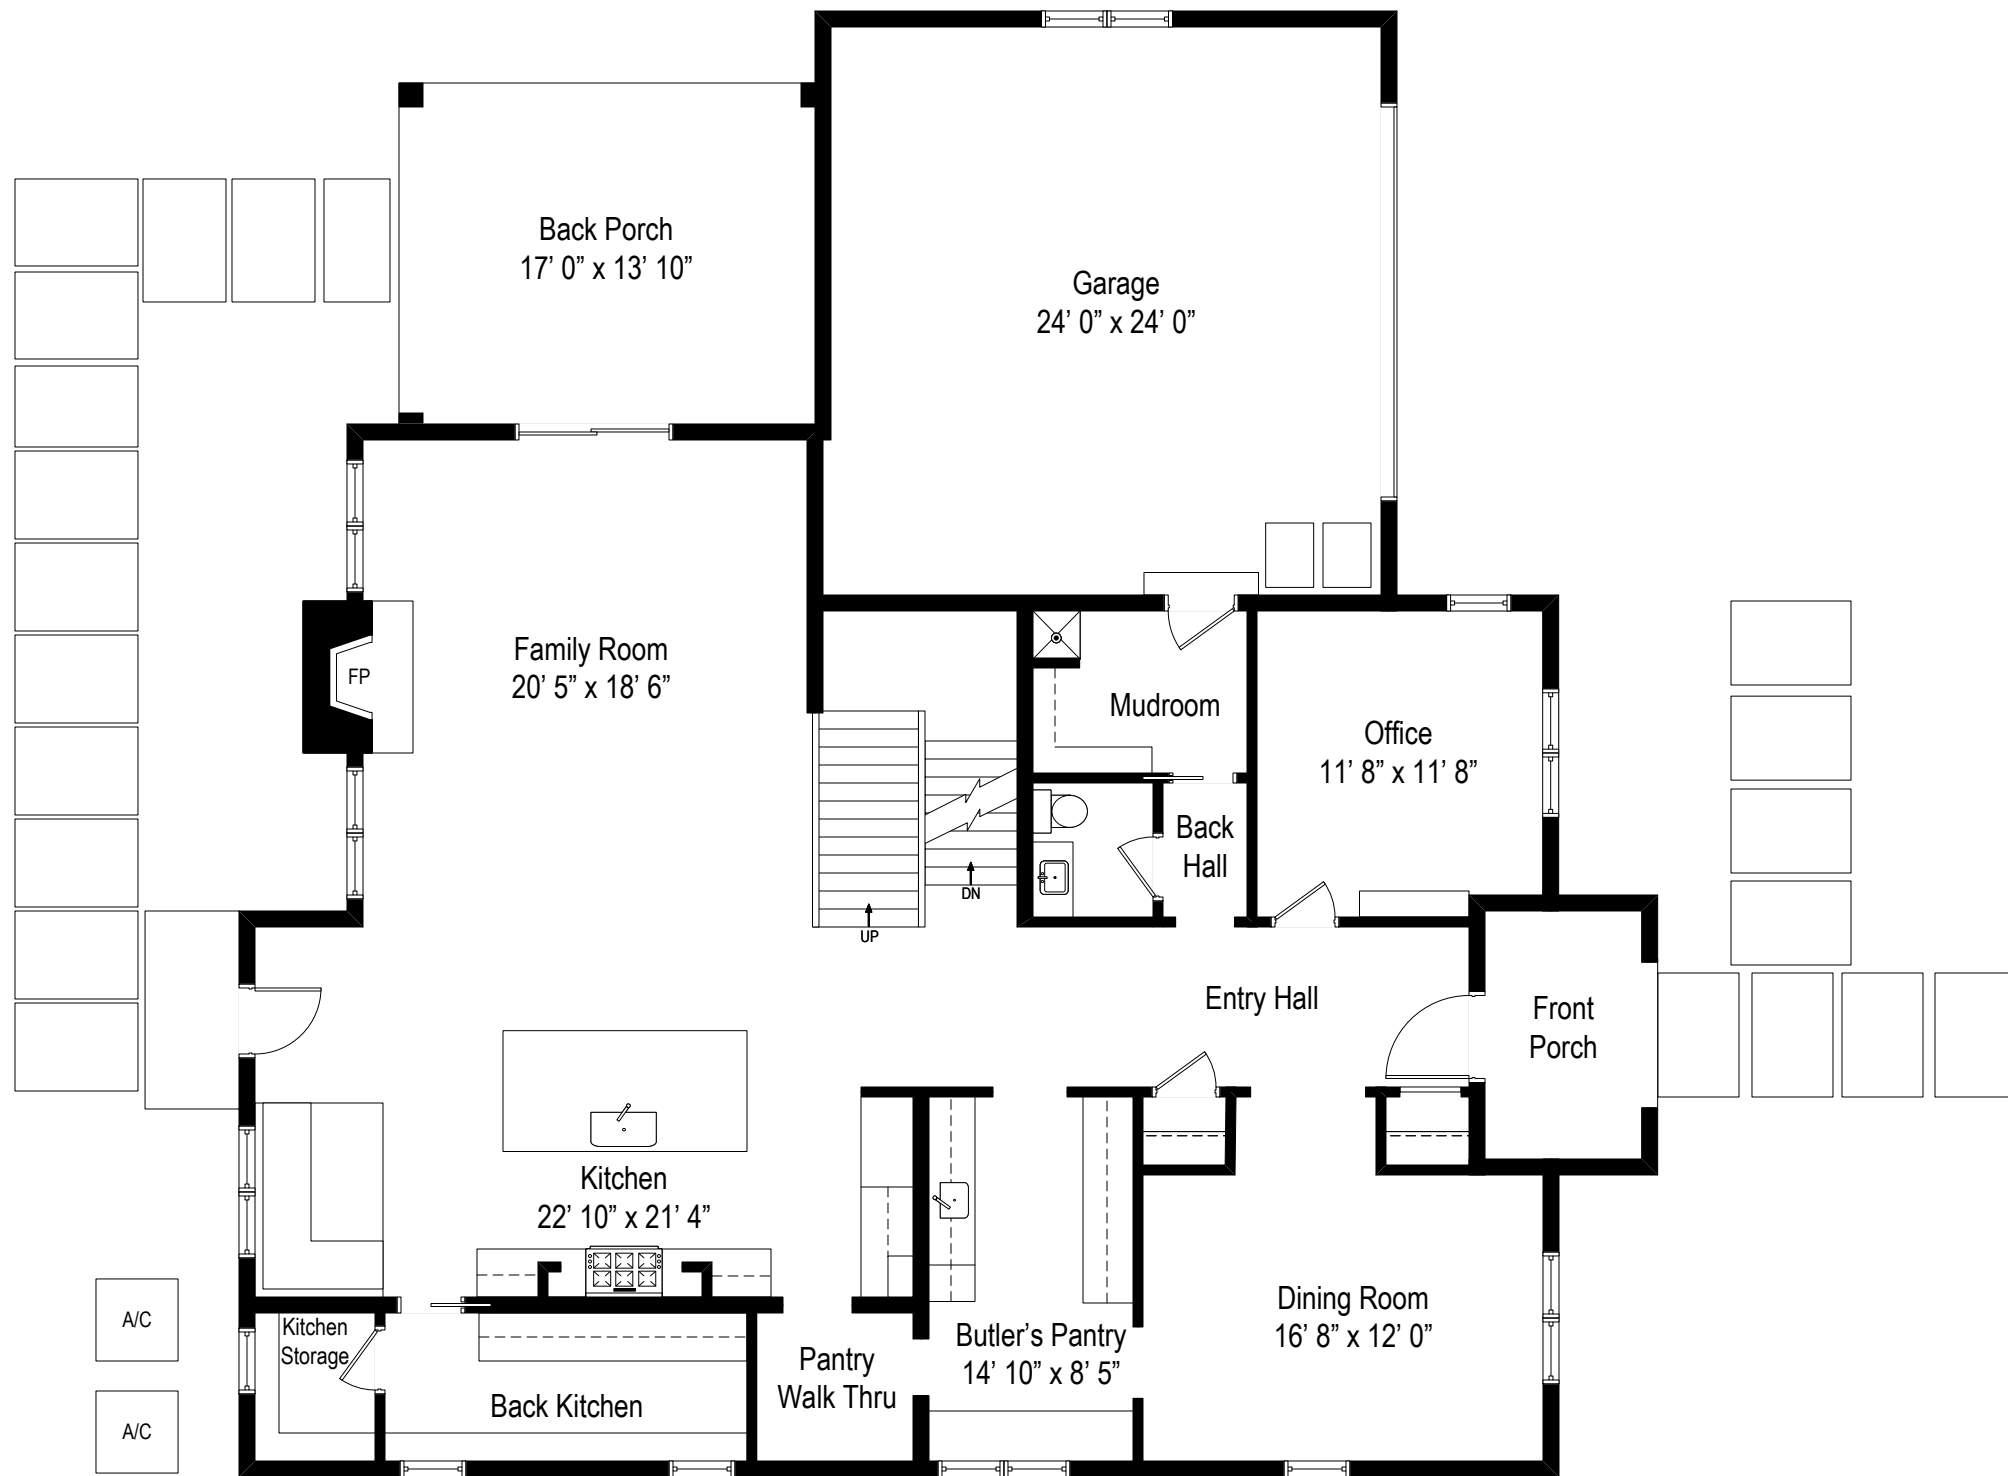 Back Porch
17’ 0” x 13’ 10”
Garage
24’ 0” x 24’ 0”
Family Room
20’ 5” x 18’ 6”
FP
Mudroom
Office
11’ 8” x 11’ 8”
Back
Hall
DN
UP
Entry Hall
Front
Porch
Kitchen
22’ 10” x 21’ 4”
A/C
Kitchen
Storage
Dining Room
16’ 8” x 12’ 0”
Butler’s Pantry
14’ 10” x 8’ 5”
Pantry
Walk Thru
Back Kitchen
A/C